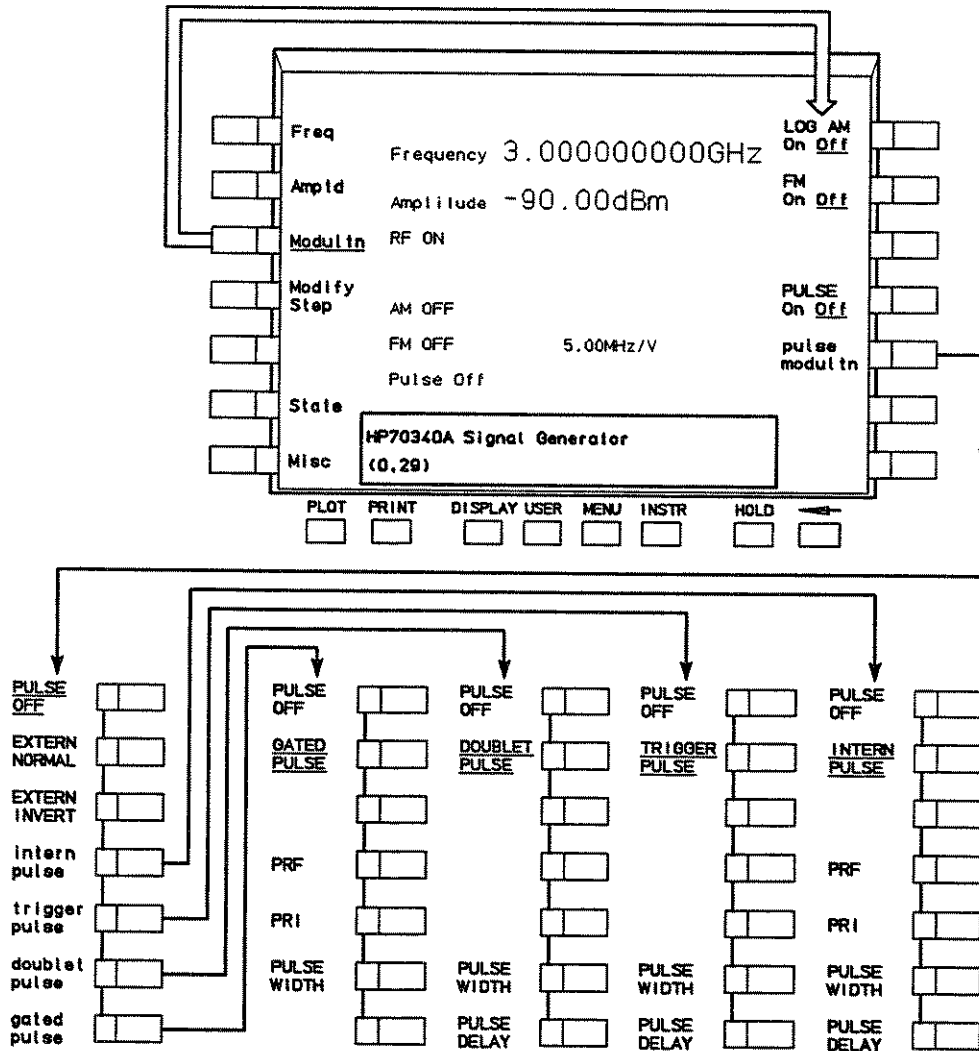 Freq
Ampld
Modultn
Modify
Step
State
Misc
Frequency 3.000000000GHz
Amplitude -90.00dBm
RF ON
AM OFF
FM OFF 5.00MHz/V
Pulse Off
HP70340A Signal Generator
(0,29)
LOG AM
On Off
FM
On Off
PULSE
On Off
pulse
modultn
PLOT PRINT DISPLAY USER MENU INSTR HOLD
PULSE
OFF
EXTERN
NORMAL
EXTERN
INVERT
intern
pulse
trigger
pulse
doublet
pulse
gated
pulse
PULSE
OFF
GATED
PULSE
PRF
PRI
PULSE
WIDTH
PULSE
OFF
DOUBLET
PULSE
PULSE
WIDTH
PULSE
DELAY
PULSE
OFF
TRIGGER
PULSE
PULSE
WIDTH
PULSE
DELAY
PULSE
OFF
INTERN
PULSE
PRF
PRI
PULSE
WIDTH
PULSE
DELAY